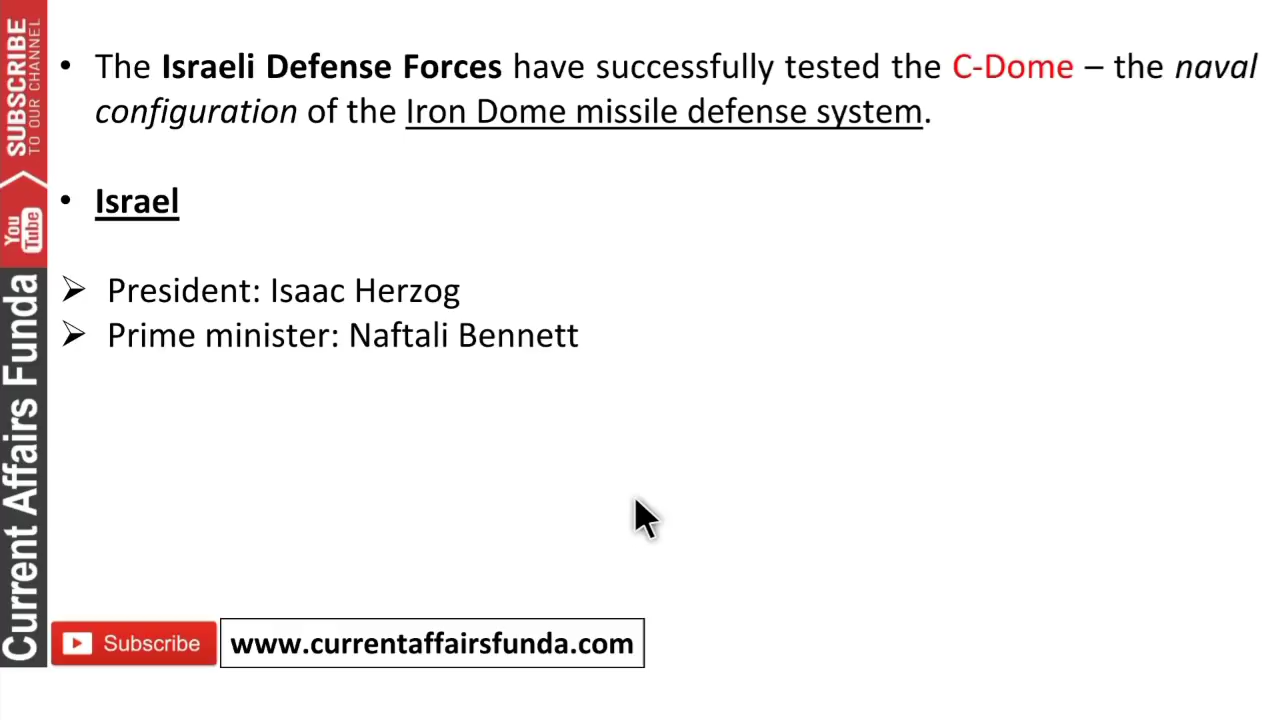 • The Israeli Defense Forces have successfully tested the C-Dome – the naval
configuration of the Iron Dome missile defense system.
• Israel
➢ President: Isaac Herzog
➢ Prime minister: Naftali Bennett
SUBSCRIBE
TO OUR CHANNEL
You
Tube
Current Affairs Funda
Subscribe
www.currentaffairsfunda.com